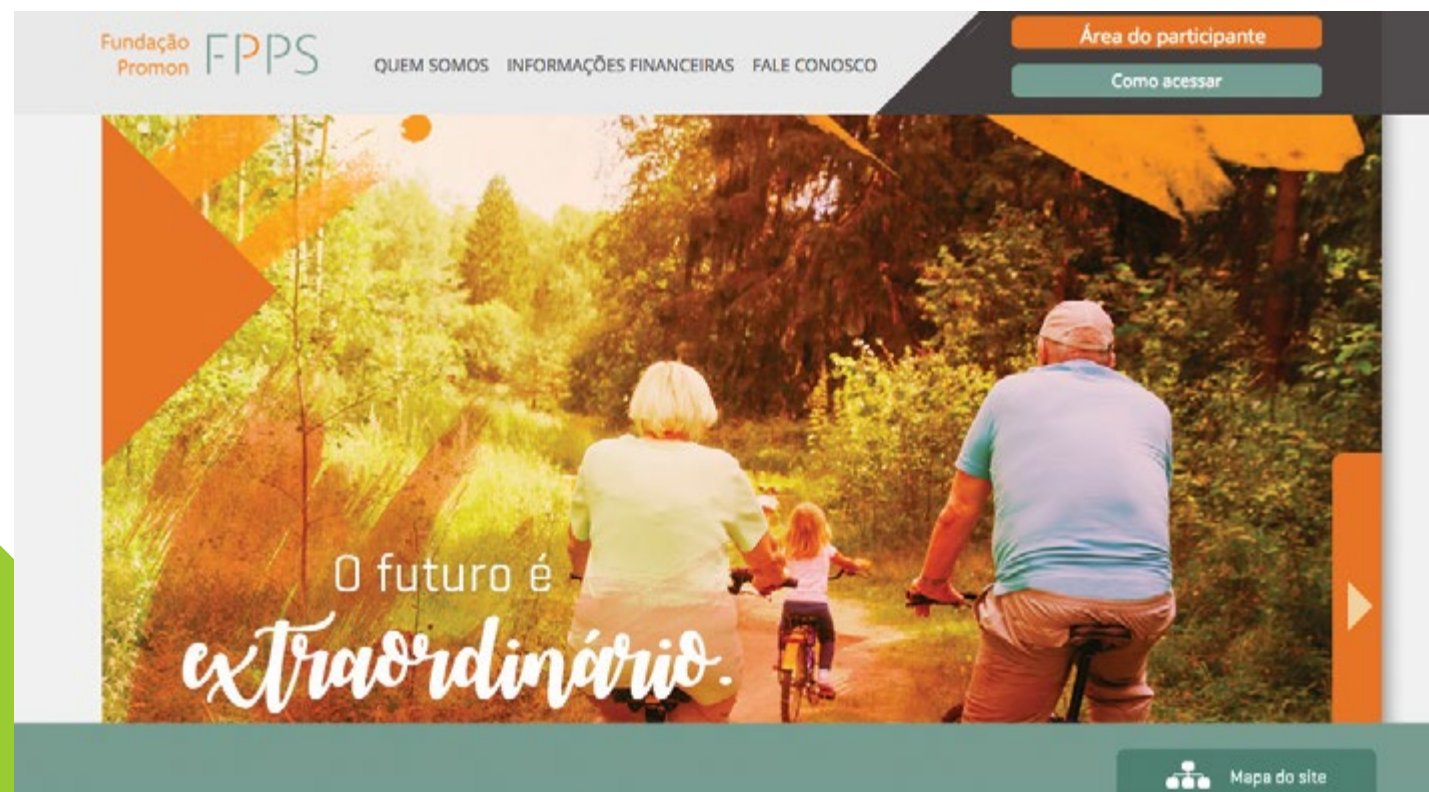 Fundação
Promon
FPPS
QUEM SOMOS INFORMAÇÕES FINANCEIRAS FALE CONOSCO
Área do participante
Como acessar
O futuro é
extraordinário.
Mapa do site